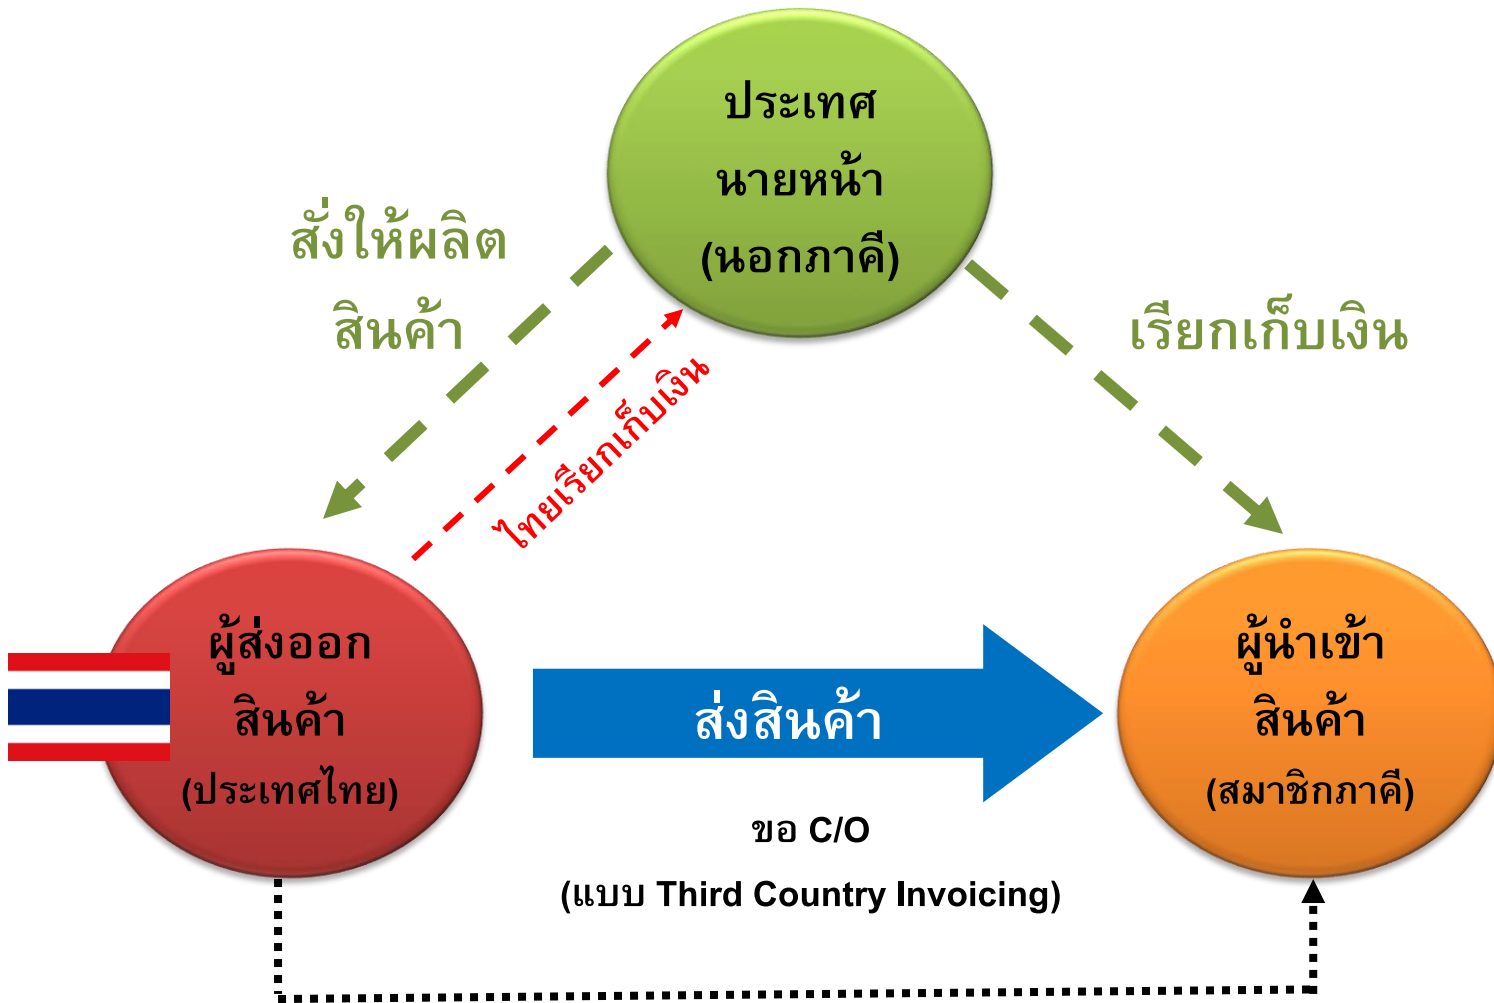 ประเทศ
นายหน้า
(นอกภาคี)
สั่งให้ผลิต
สินค้า
เรียกเก็บเงิน
ไทยเรียกเก็บเงิน
ผู้ส่งออก
สินค้า
(ประเทศไทย)
ส่งสินค้า
ผู้นำเข้า
สินค้า
(สมาชิกภาคี)
ขอ C/O
(แบบ Third Country Invoicing)